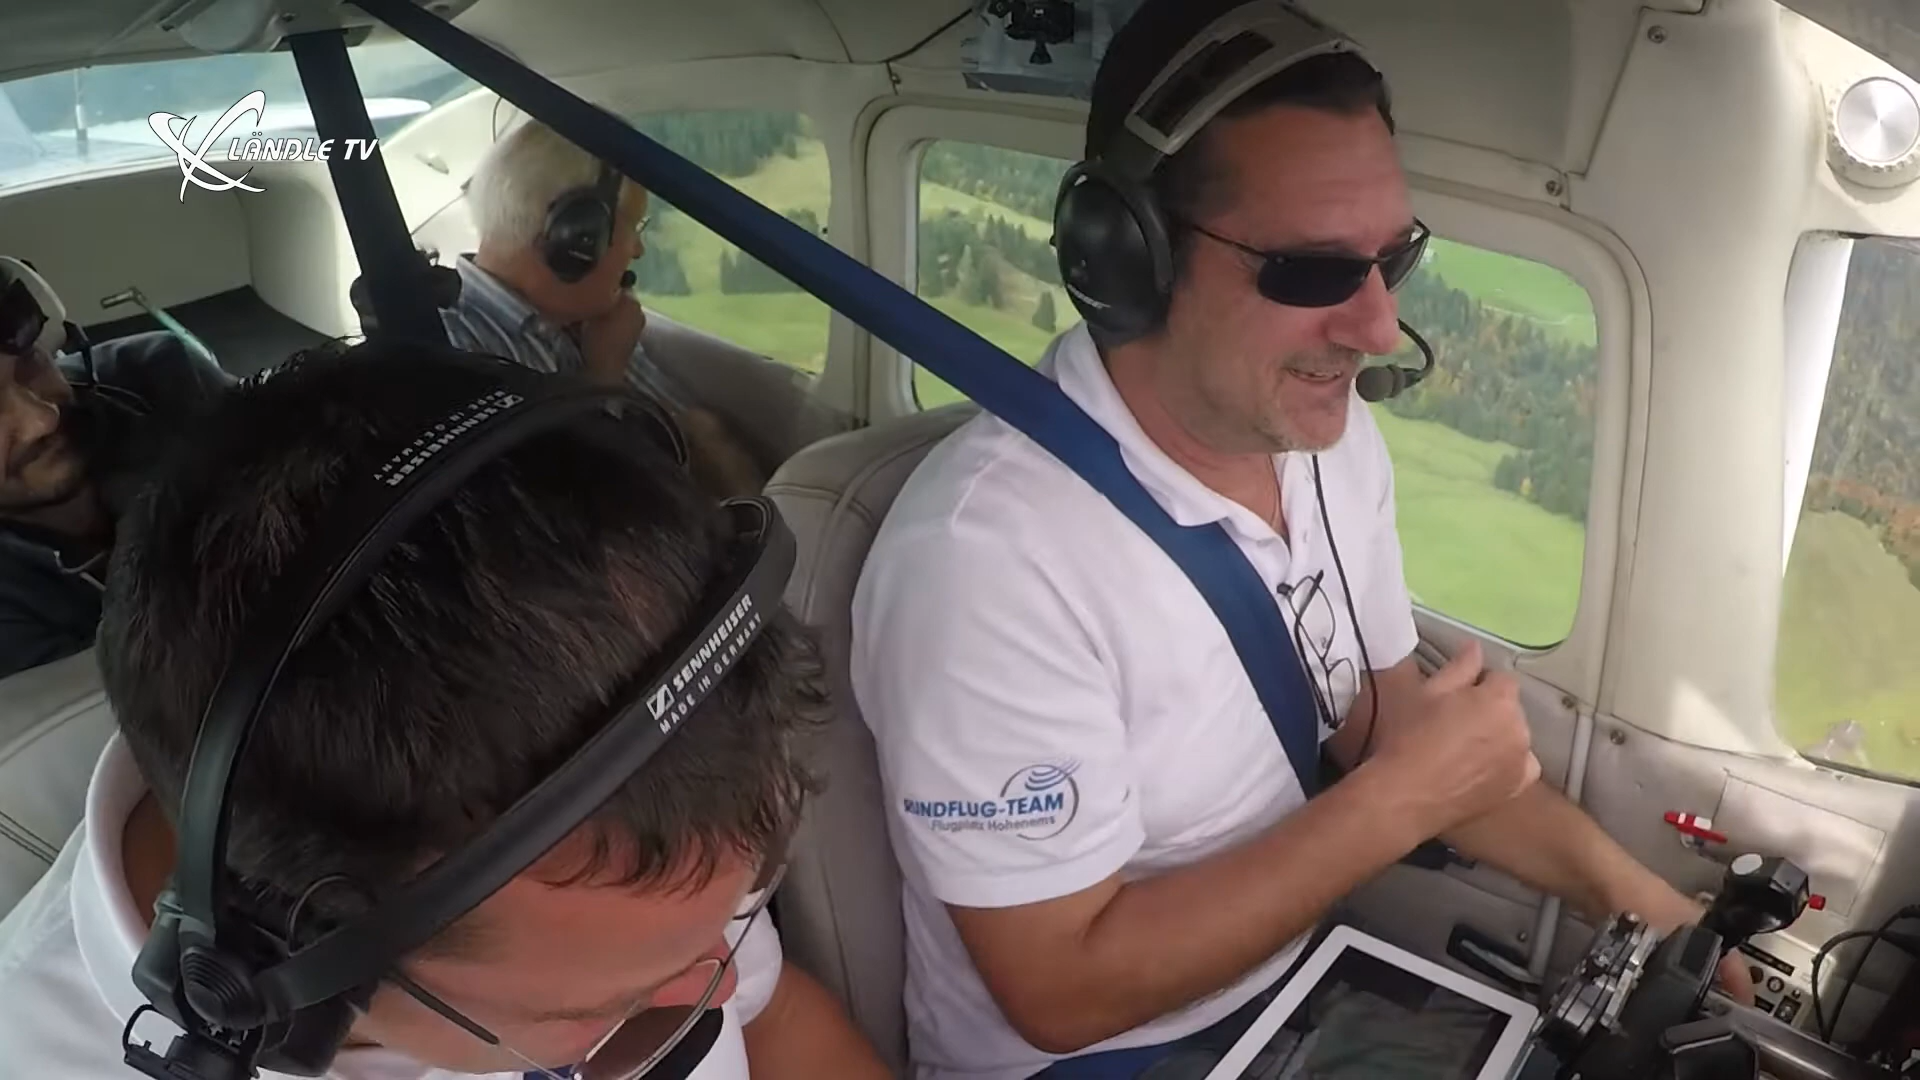 LÄNDLE TV
SENNHEISER
MADE IN GERMANY
SENNHEISER
MADE IN GERMANY
RUNDFLUG-TEAM
Flugplatz Hohenems